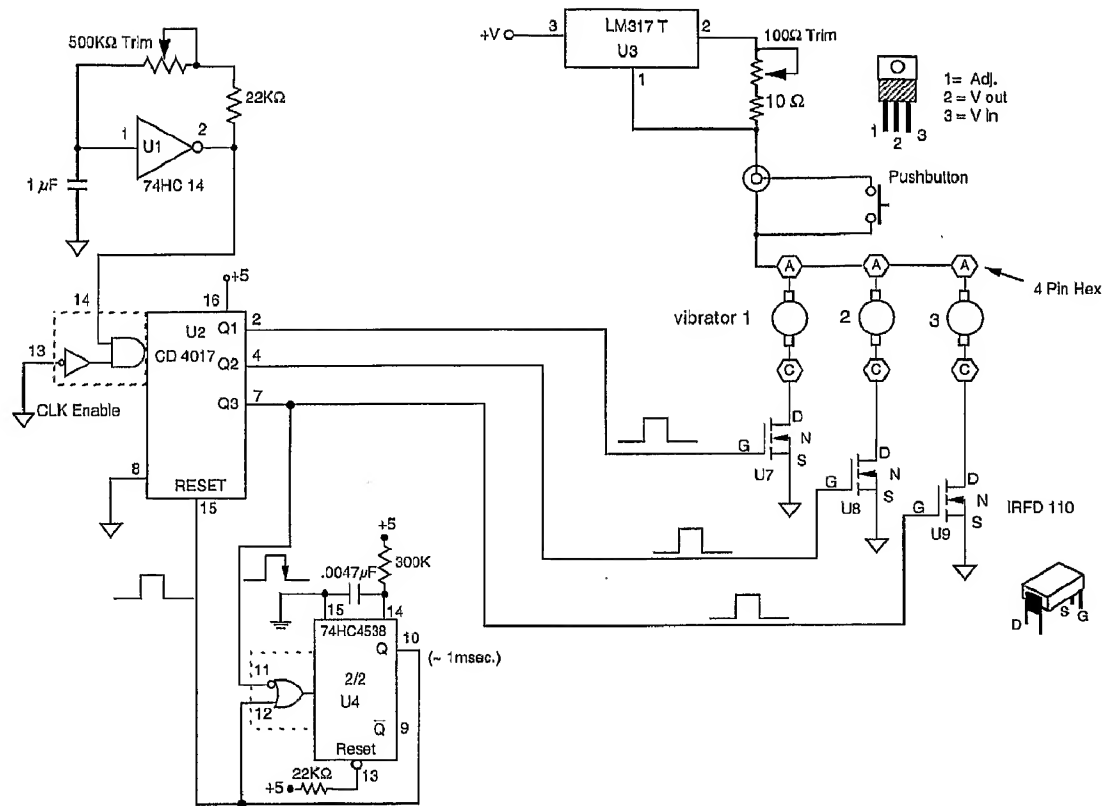 500KΩ Trim
22KΩ
1 U1 2
74HC 14
1 µF
+V 3 LM317 T 2
U3
1
100Ω Trim
10 Ω
1= Adj.
2 = V out
3 = V In
1 2 3
Pushbutton
4 Pin Hex
A A A
vibrator 1 2 3
C C C
+5
16
14
13
CLK Enable
U2
CD 4017
Q1 2
Q2 4
Q3 7
8
RESET
15
G D N S
U7
G D N S
U8
G D N S
U9
IRFD 110
D S G
+5
300K
.0047µF
15 14
74HC4538
Q 10
(~ 1msec.)
11
12
2/2
U4
Q 9
Reset
13
22KΩ
+5